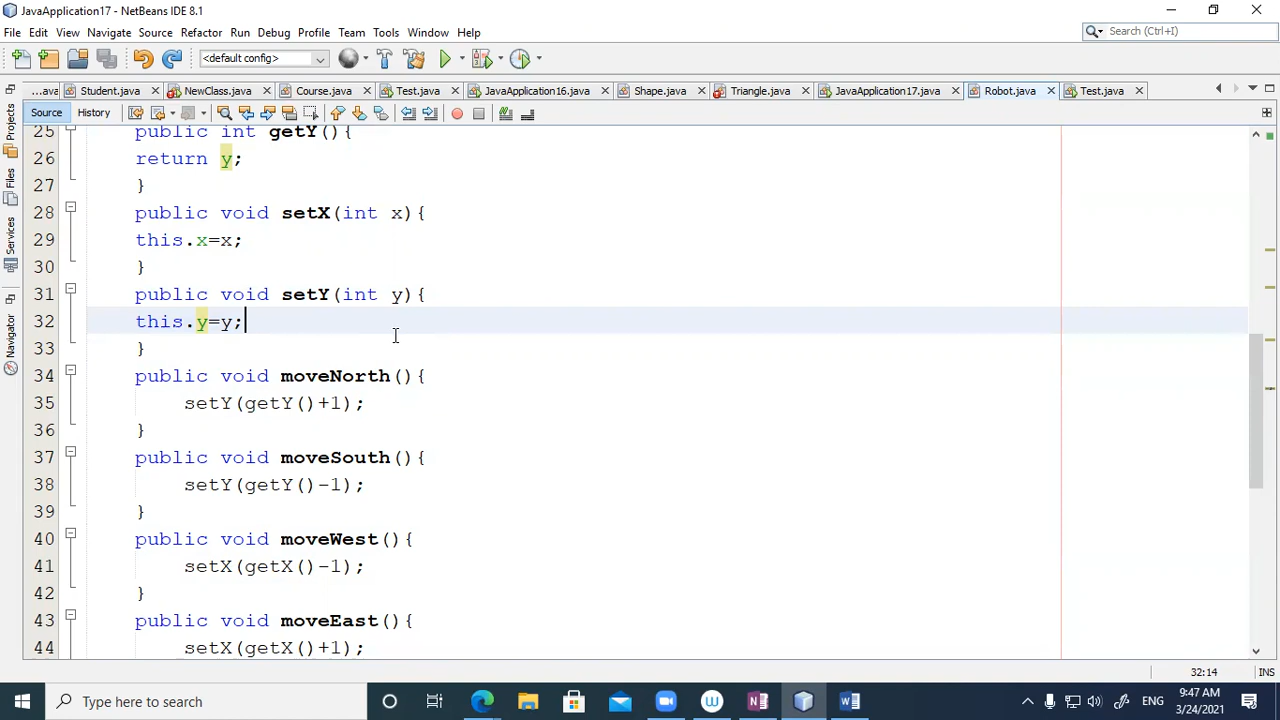 JavaApplication17 - NetBeans IDE 8.1
File Edit View Navigate Source Refactor Run Debug Profile Team Tools Window Help
Search (Ctrl+I)
<default config>
...ave Student.java NewClass.java Course.java Test.java JavaApplication16.java Shape.java Triangle.java JavaApplication17.java Robot.java Test.java
Source History
Projects
Files
Services
Navigator
25 public int getY(){
26 return y;
27 }
28 public void setX(int x){
29 this.x=x;
30 }
31 public void setY(int y){
32 this.y=y;
33 }
34 public void moveNorth(){
35 setY(getY()+1);
36 }
37 public void moveSouth(){
38 setY(getY()-1);
39 }
40 public void moveWest(){
41 setX(getX()-1);
42 }
43 public void moveEast(){
44 setX(getX()+1);
32:14 INS
Type here to search
ENG
9:47 AM
3/24/2021